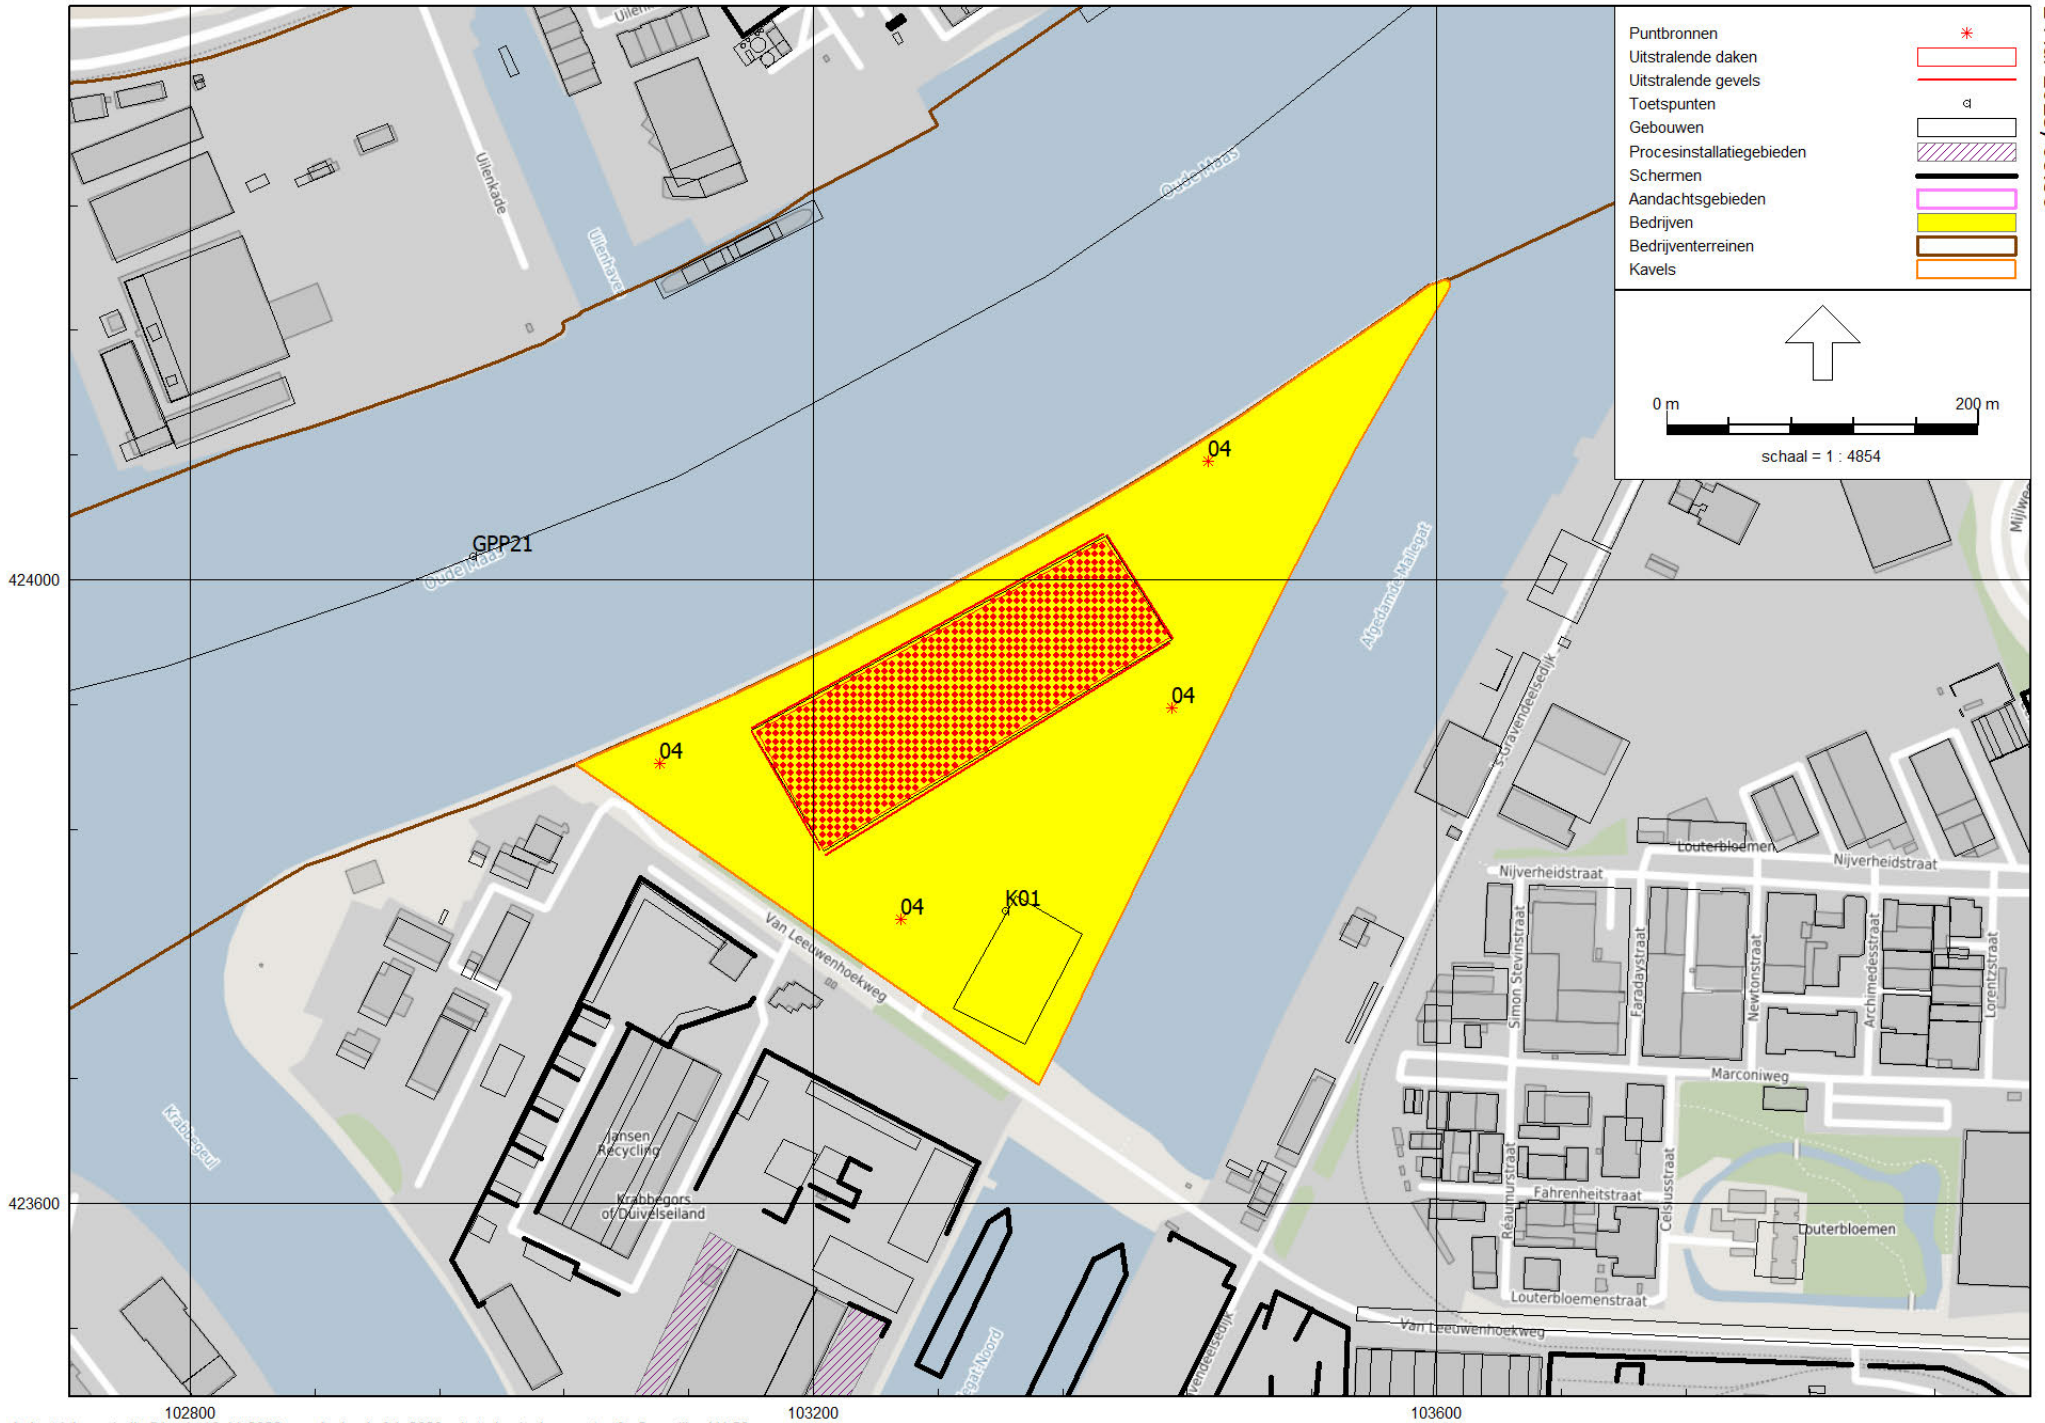 Puntbronnen
Uitstralende daken
Uitstralende gevels
Toetspunten
Gebouwen
Procesinstallatiegebieden
Schermen
Aandachtsgebieden
Bedrijven
Bedrijventerreinen
Kavels
0 m 200 m
schaal = 1 : 4854
Uilenkade
Uilenhaven
Oude Maas
04
GPP21
Oude Maas
424000
Afgedamde Mallegat
04
04
's-Gravendeelsedijk
04
K01
Van Leeuwenhoekweg
Louterbloemen
Nijverheidstraat
Nijverheidstraat
Simon Stevinstraat
Faradaystraat
Newtonstraat
Archimedesstraat
Lorentzstraat
Marconiweg
Krabbegeul
Jansen
Recycling
Krabbegors
of Duivelseiland
423600
Réaumurstraat
Fahrenheitstraat
Celsiusstraat
Louterbloemen
Louterbloemenstraat
Van Leeuwenhoekweg
102800 103200 103600